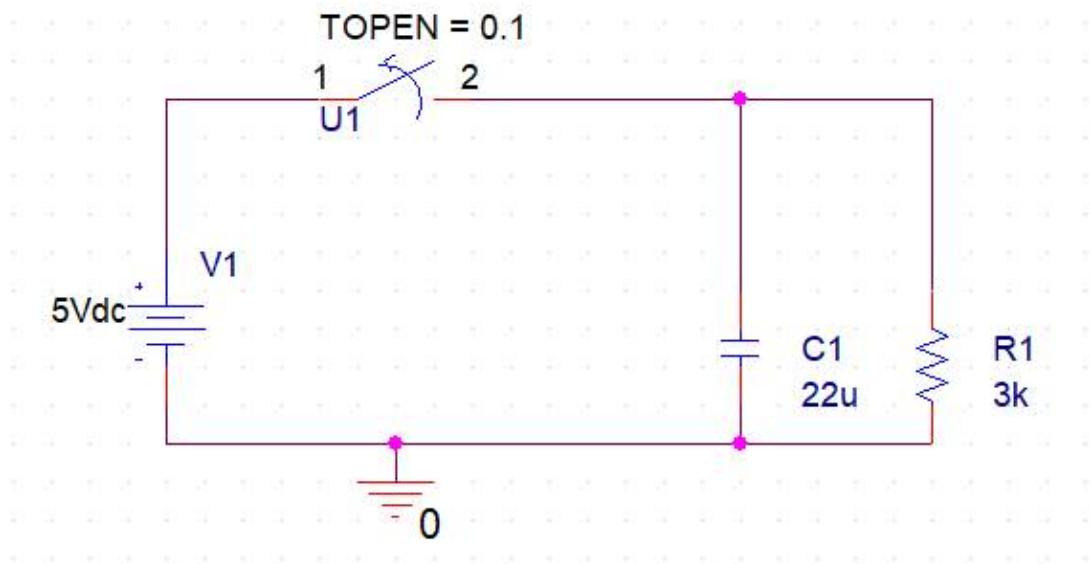 TOPEN = 0.1
1 2
U1
V1
+
5Vdc
-
C1 R1
22u 3k
0